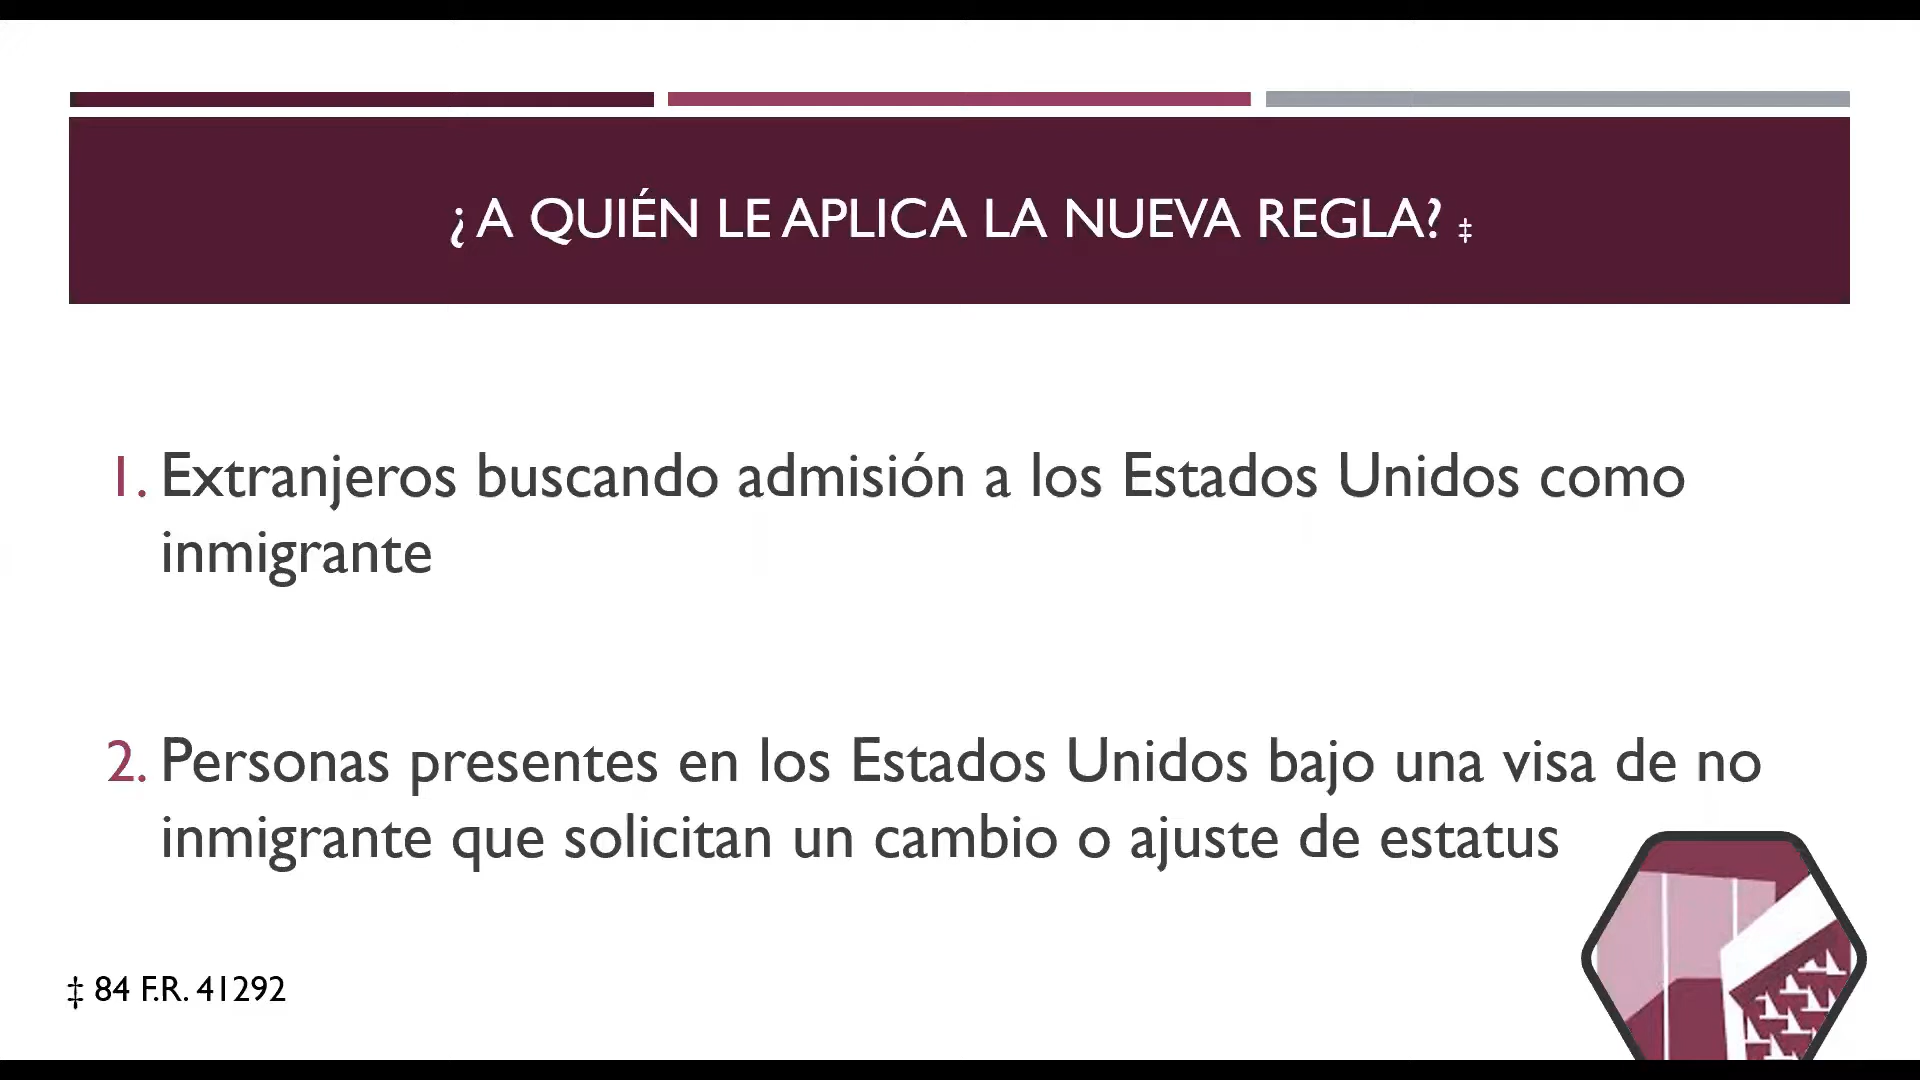 ¿ A QUIÉN LE APLICA LA NUEVA REGLA? ‡
1. Extranjeros buscando admisión a los Estados Unidos como
inmigrante
2. Personas presentes en los Estados Unidos bajo una visa de no
inmigrante que solicitan un cambio o ajuste de estatus
‡ 84 F.R. 41292